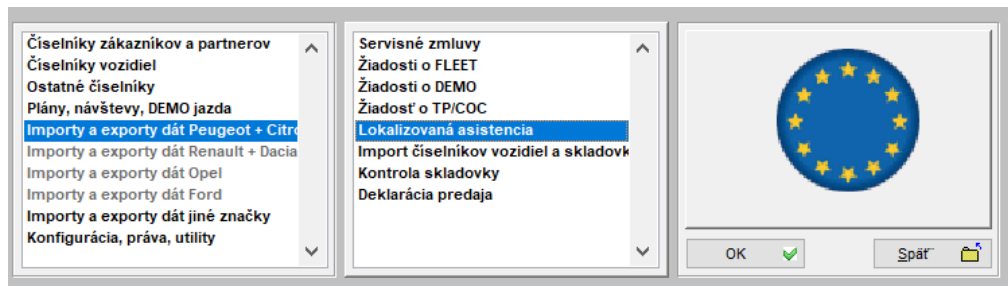 Číselníky zákazníkov a partnerov
Číselníky vozidiel
Ostatné číselníky
Plány, návštevy, DEMO jazda
Importy a exporty dát Peugeot + Citro
Importy a exporty dát Renault + Dacia
Importy a exporty dát Opel
Importy a exporty dát Ford
Importy a exporty dát jiné značky
Konfigurácia, práva, utility
Servisné zmluvy
Žiadosti o FLEET
Žiadosti o DEMO
Žiadosť o TP/COC
Lokalizovaná asistencia
Import číselníkov vozidiel a skladovk
Kontrola skladovky
Deklarácia predaja
OK
Späť